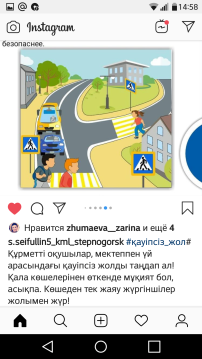 14:58
Instagram
безопаснее.
Нравится zhumaeva__zarina и ещё 4
s.seifullin5_kml_stepnogorsk #қауіпсіз_жол#
Құрметті оқушылар, мектеппен үй
арасындағы қауіпсіз жолды таңдап ал!
Қала көшелерінен өткенде мұқият бол,
асықпа. Көшеден тек жаяу жүргіншілер
жолымен жүр!